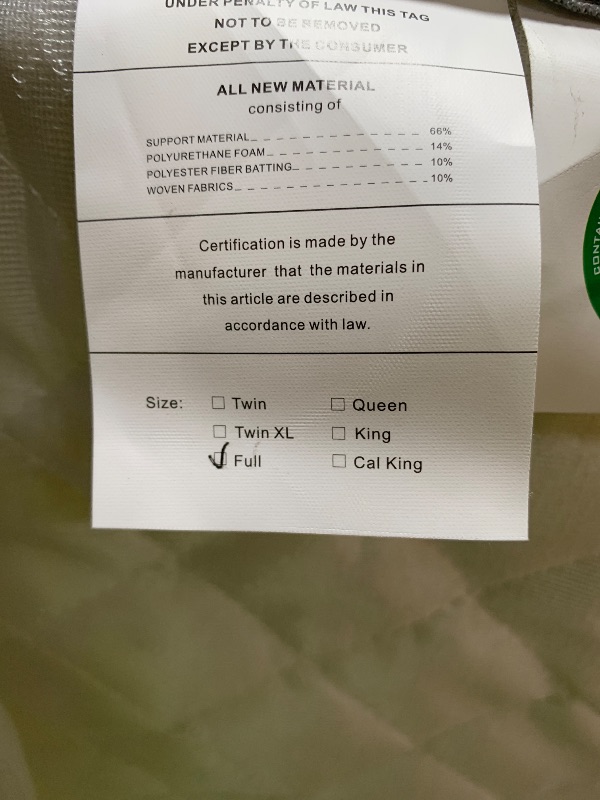 UNDER PENALTY OF LAW THIS TAG
NOT TO BE REMOVED
EXCEPT BY THE CONSUMER
ALL NEW MATERIAL
consisting of
SUPPORT MATERIAL 66%
POLYURETHANE FOAM 14%
POLYESTER FIBER BATTING 10%
WOVEN FABRICS 10%
Certification is made by the
manufacturer that the materials in
this article are described in
accordance with law.
Size: ☐ Twin ☐ Queen
☐ Twin XL ☐ King
☑ Full ☐ Cal King